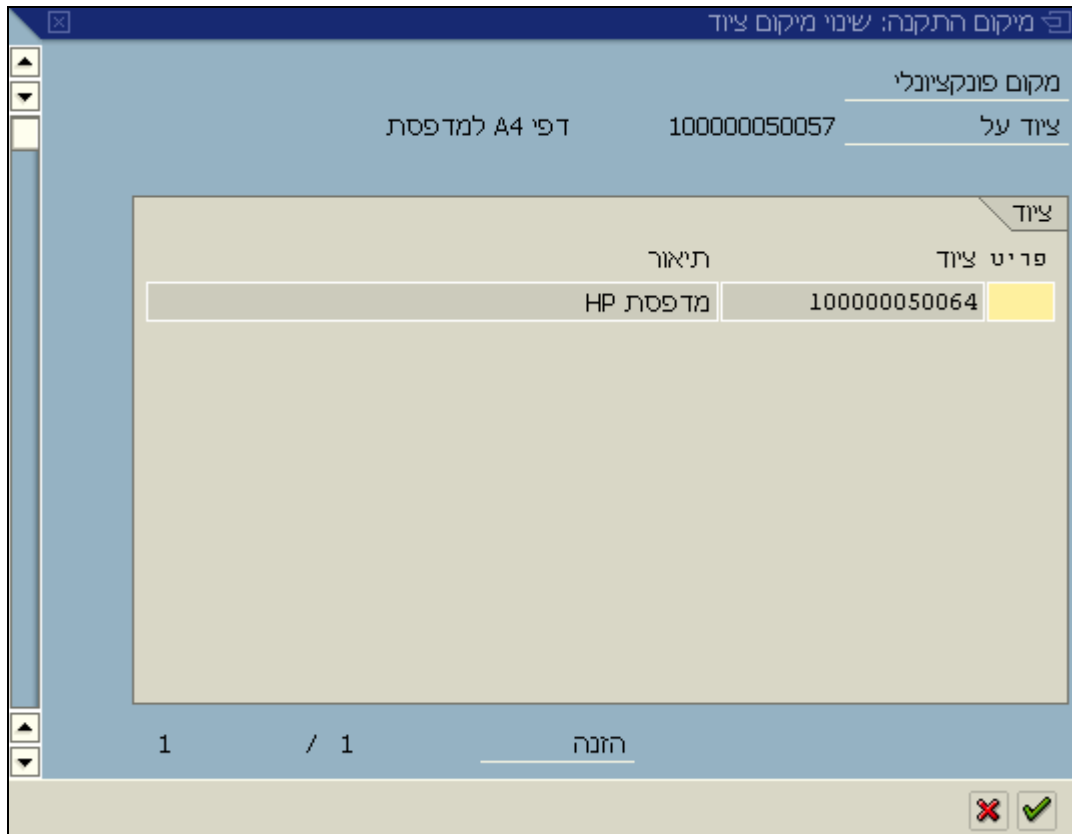 מיקום התקנה: שינוי מיקום ציוד
מקום פונקציונלי
ציוד על 100000050057 דפי A4 למדפסת
ציוד
פריט ציוד תיאור
100000050064 מדפסת HP
הזנה 1 / 1